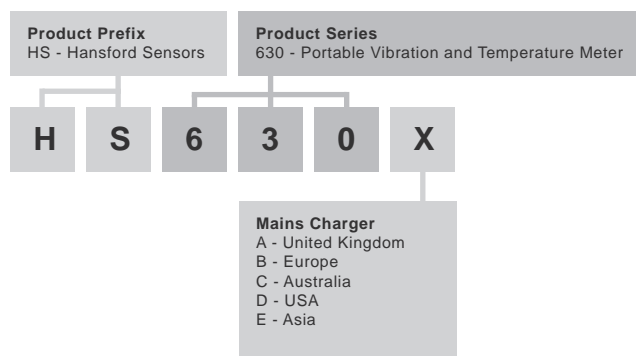 Product Prefix
HS - Hansford Sensors
Product Series
630 - Portable Vibration and Temperature Meter
H S 6 3 0 X
Mains Charger
A - United Kingdom
B - Europe
C - Australia
D - USA
E - Asia